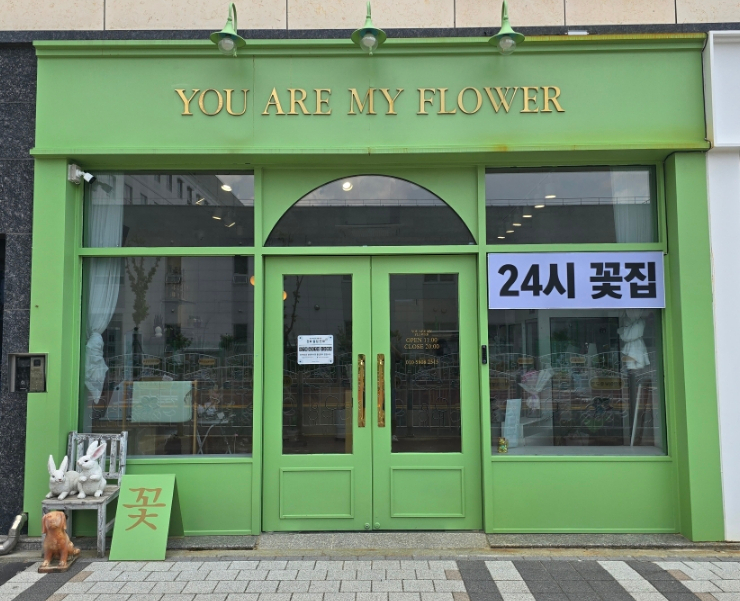 YOU ARE MY FLOWER
24시 꽃집
OPEN 11:00
CLOSE 20:00
꽃